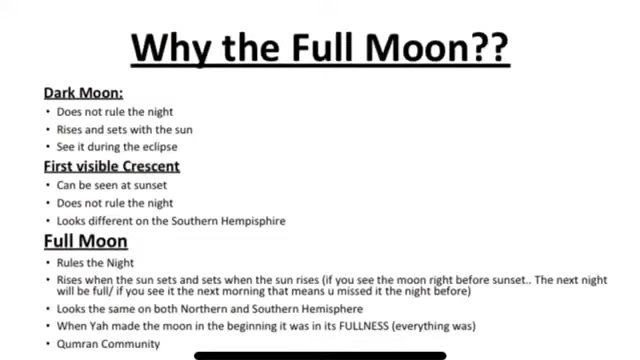 Why the Full Moon??
Dark Moon:
• Does not rule the night
• Rises and sets with the sun
• See it during the eclipse
First visible Crescent
• Can be seen at sunset
• Does not rule the night
• Looks different on the Southern Hempisphire
Full Moon
• Rules the Night
• Rises when the sun sets and sets when the sun rises (if you see the moon right before sunset.. The next night
will be full/ if you see it the next morning that means u missed it the night before)
• Looks the same on both Northern and Southern Hemisphere
• When Yah made the moon in the beginning it was in its FULLNESS (everything was)
• Qumran Community